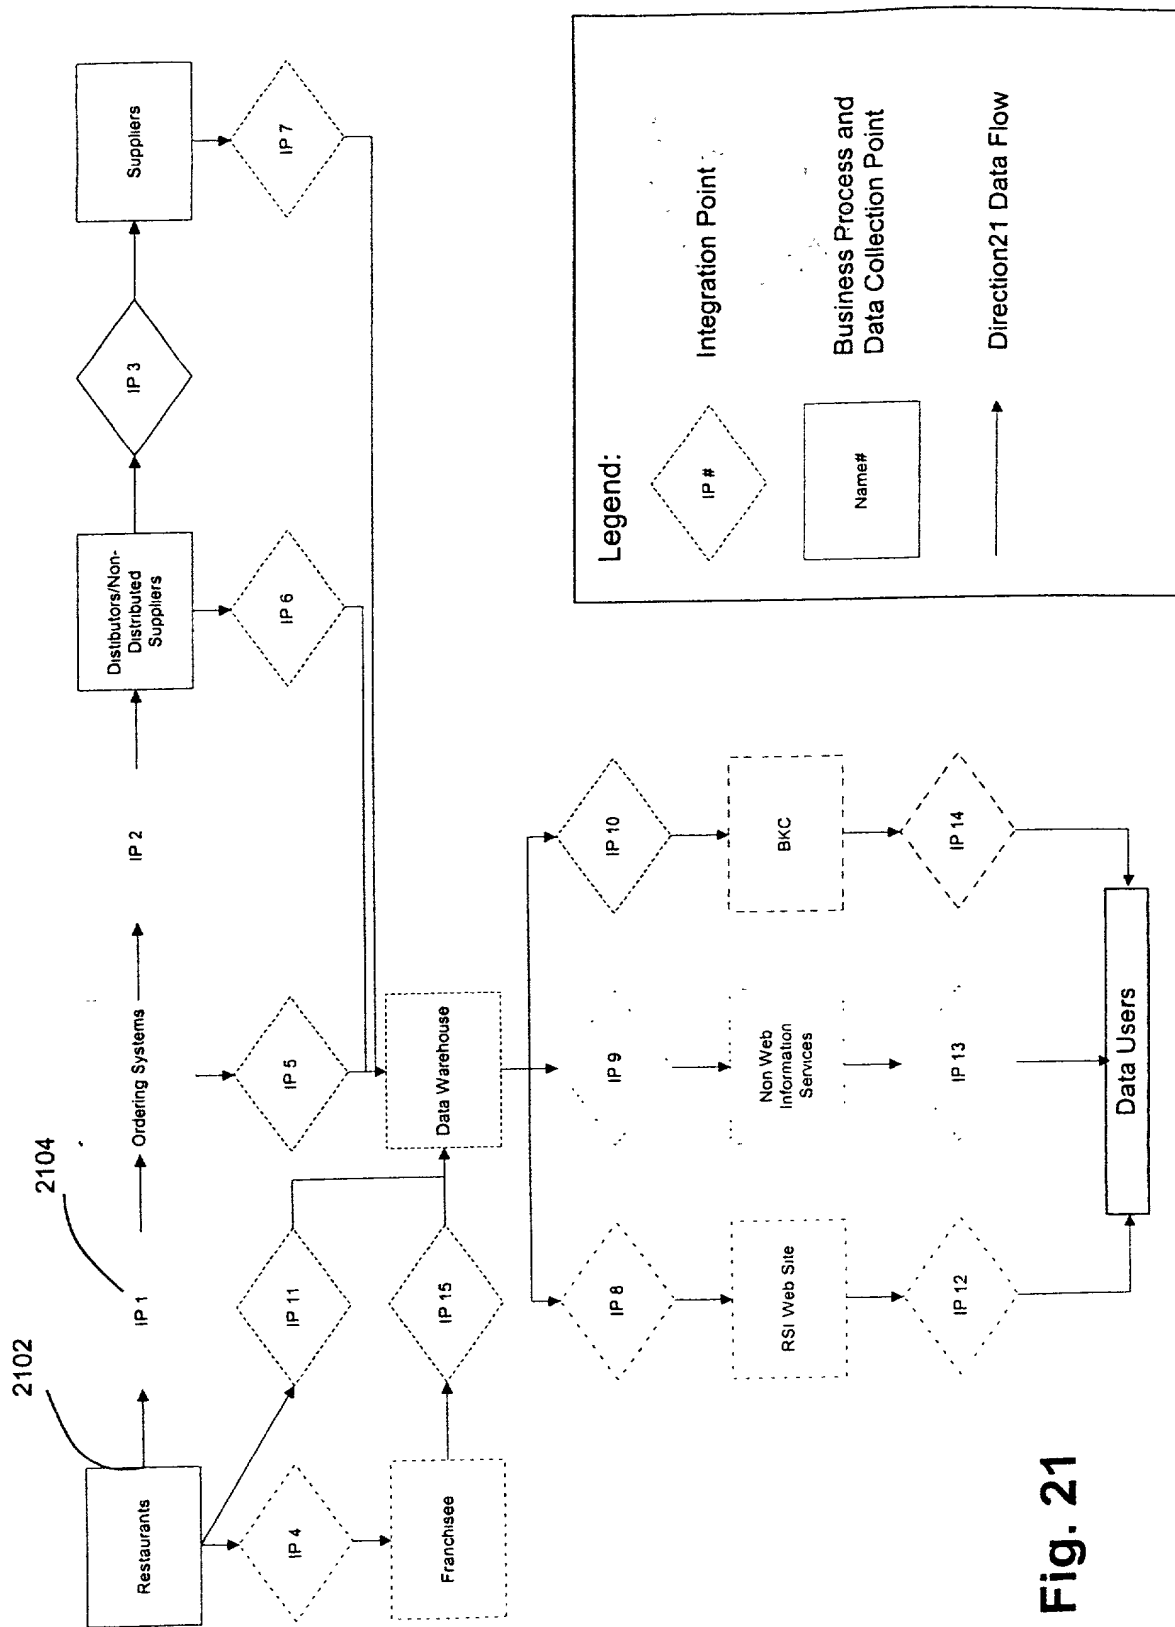 2102
2104
Restaurants
IP 1
Ordering Systems
IP 2
Distibutors/Non-
Distributed
Suppliers
IP 3
Suppliers
IP 4
IP 11
IP 5
IP 6
IP 7
Franchisee
IP 15
Data Warehouse
IP 8
IP 9
IP 10
RSI Web Site
Non Web
Information
Services
BKC
IP 12
IP 13
IP 14
Data Users
Legend:
IP #
Integration Point
Name#
Business Process and
Data Collection Point
Direction21 Data Flow
Fig. 21